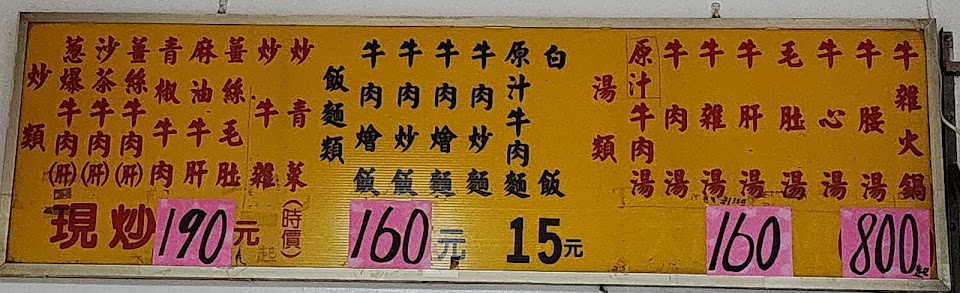 炒類
蔥爆牛肉(肝)
沙茶牛肉(肝)
薑絲牛肉(肝)
青椒牛肉
麻油牛肝
薑絲毛肚
炒牛雜
炒青菜
現炒190元起
(時價)
飯麵類
牛肉燴飯
牛肉炒飯
牛肉燴麵
牛肉炒麵
原汁牛肉麵
白飯
160元
15元
湯類
原汁牛肉湯
牛肉湯
牛雜湯
牛肝湯
毛肚湯
牛心湯
牛腰湯
牛雜火鍋
160
800起